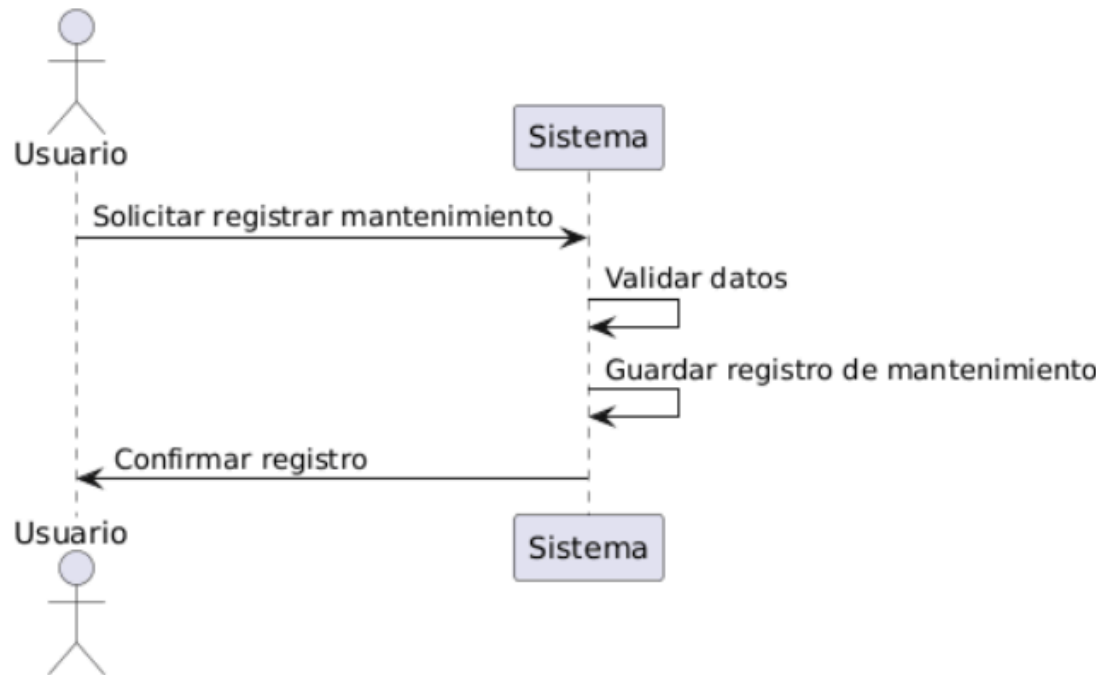 Usuario
Sistema
Solicitar registrar mantenimiento
Validar datos
Guardar registro de mantenimiento
Confirmar registro
Usuario
Sistema